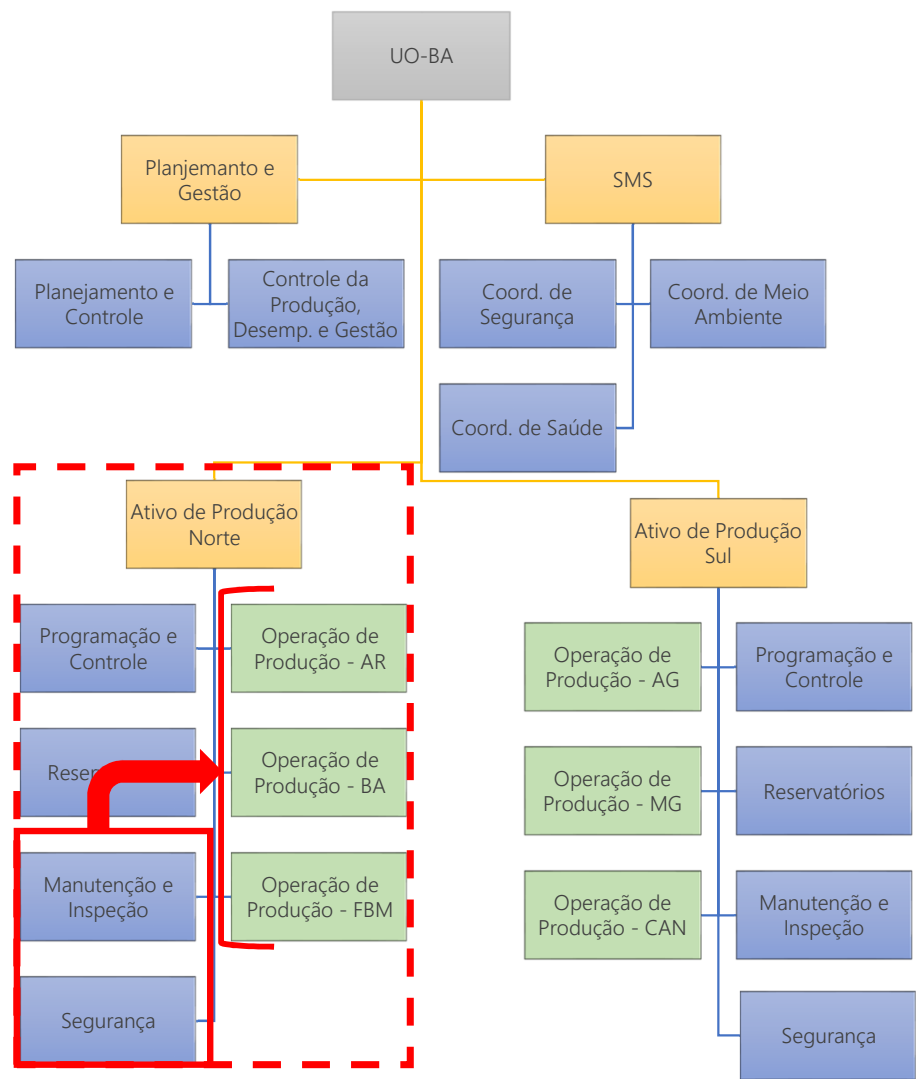 UO-BA
Planjemanto e
Gestão
SMS
Planejamento e
Controle
Controle da
Produção,
Desemp. e Gestão
Coord. de
Segurança
Coord. de Meio
Ambiente
Coord. de Saúde
Ativo de Produção
Norte
Programação e
Controle
Operação de
Produção - AR
Operação de
Produção - BA
Manutenção e
Inspeção
Operação de
Produção - FBM
Segurança
Ativo de Produção
Sul
Operação de
Produção - AG
Programação e
Controle
Operação de
Produção - MG
Reservatórios
Operação de
Produção - CAN
Manutenção e
Inspeção
Segurança